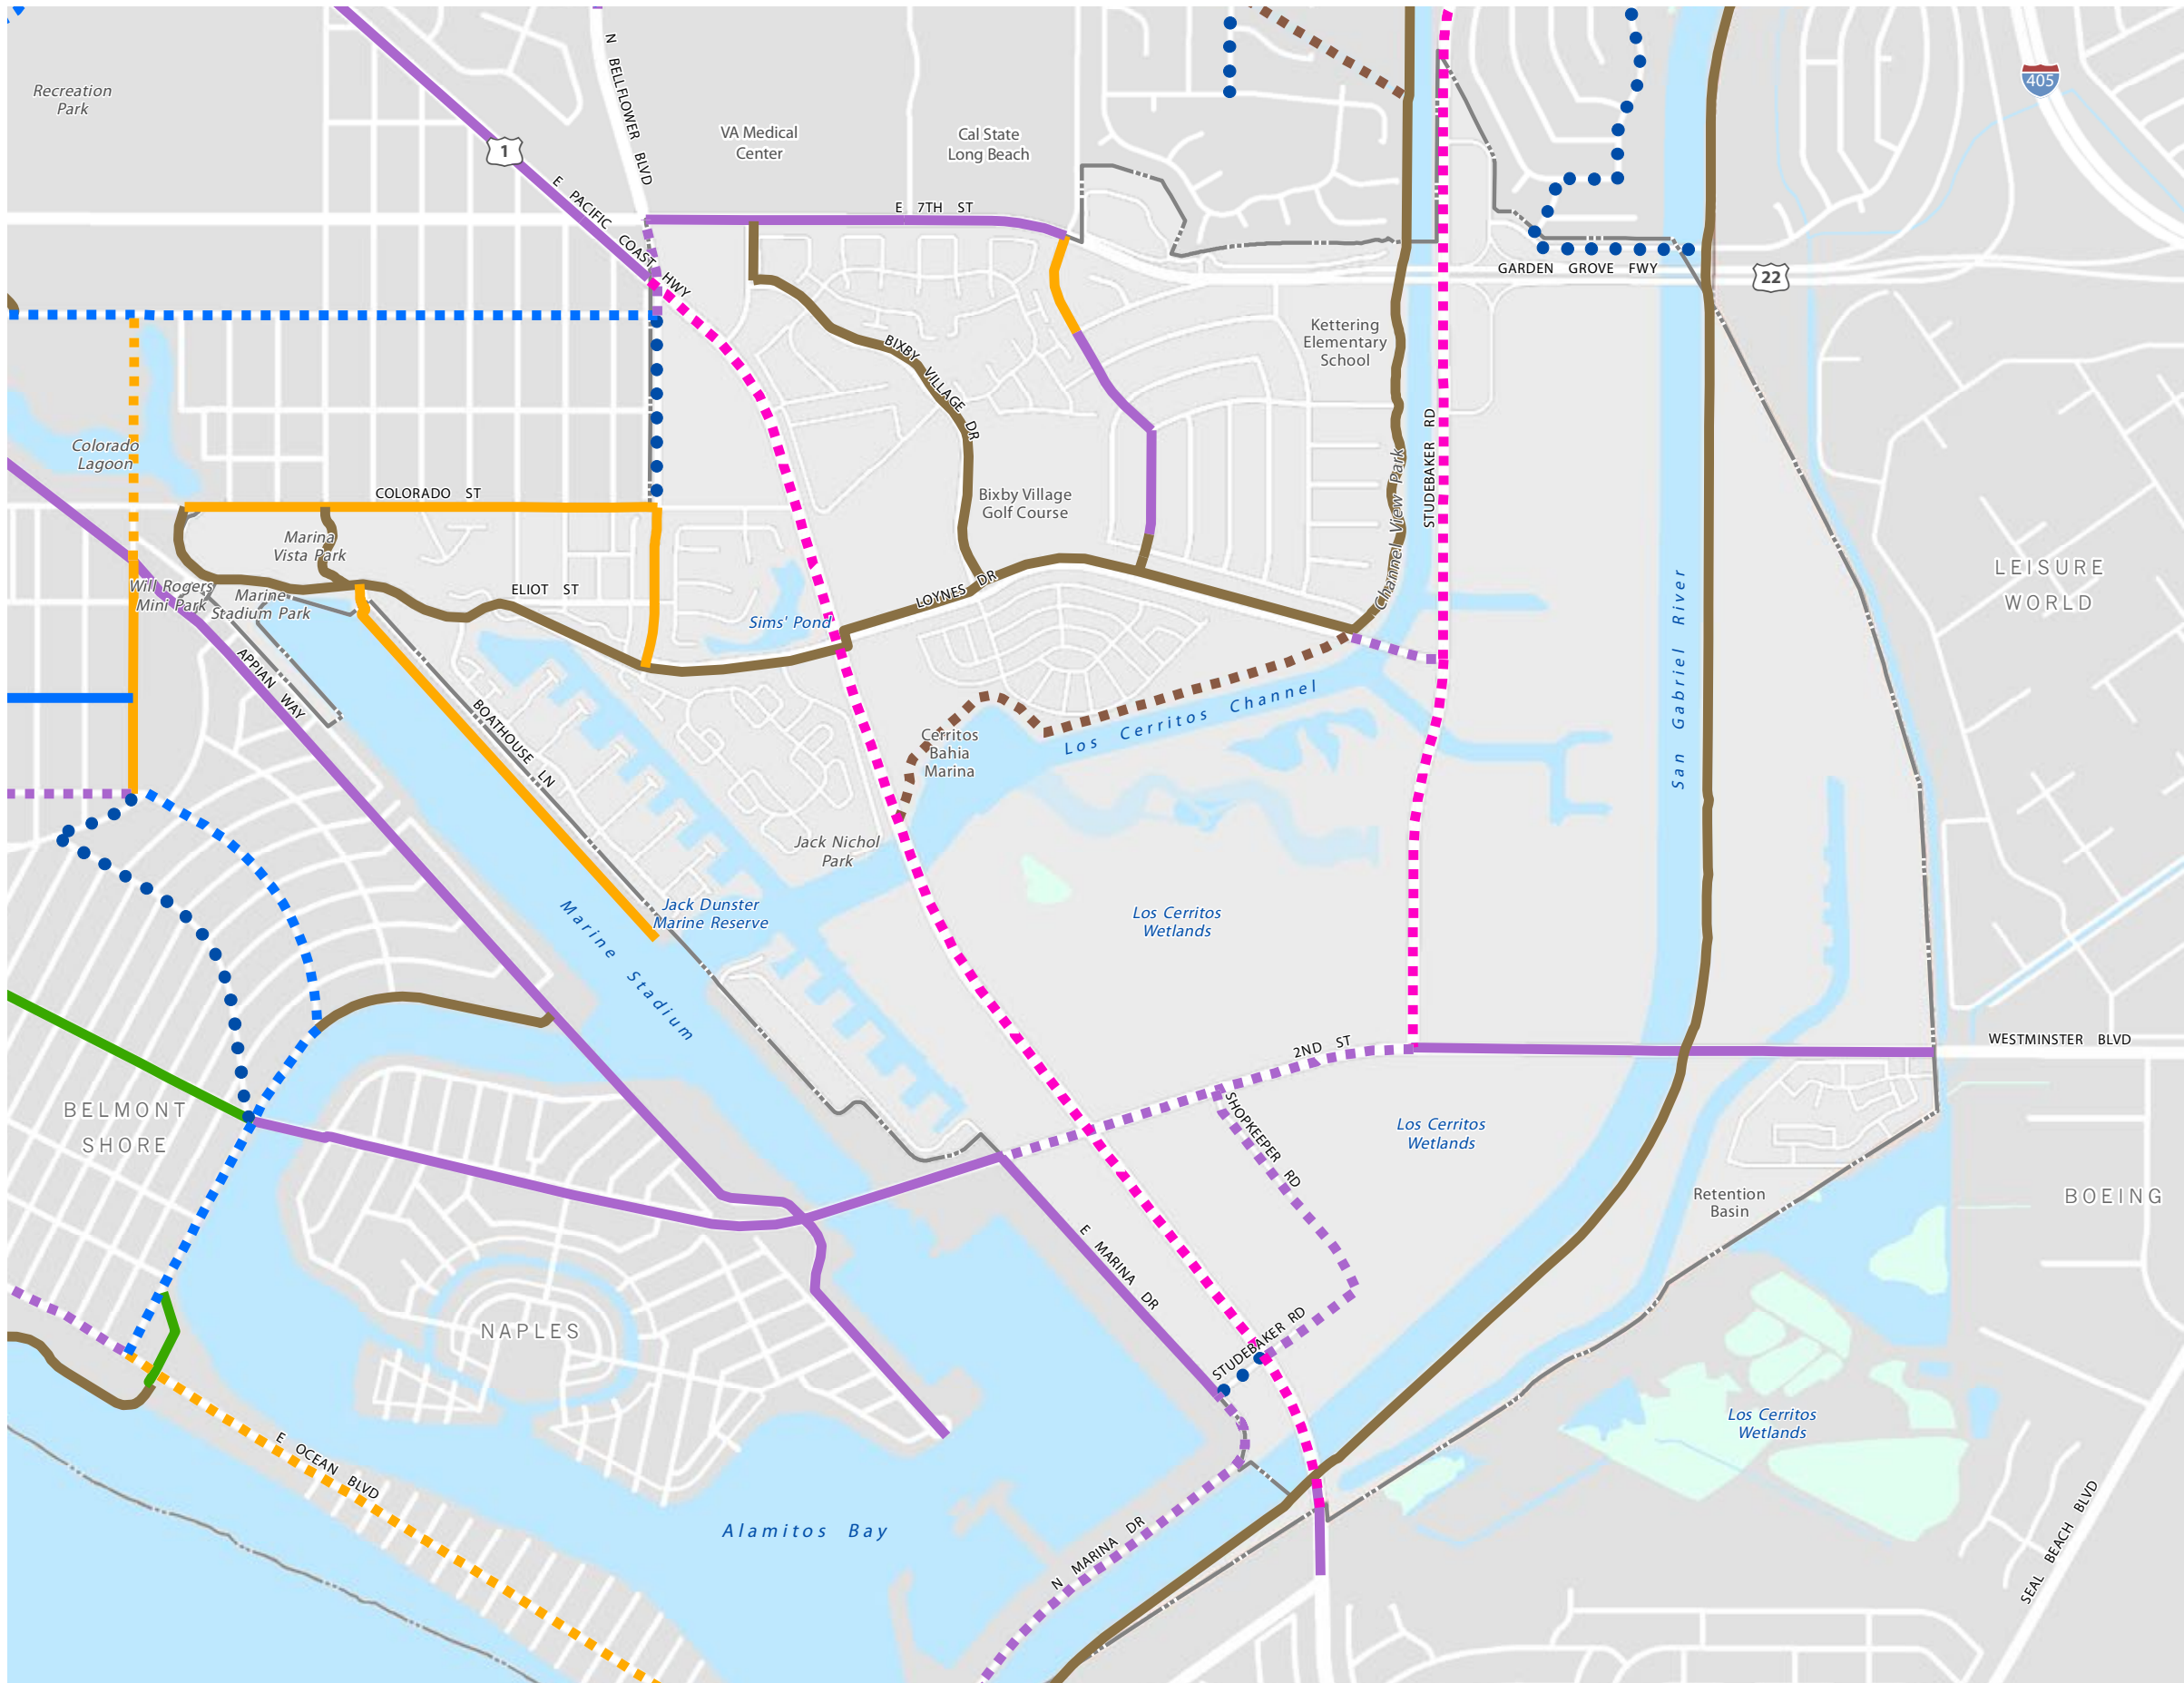 Recreation
Park
N BELLFLOWER BLVD
VA Medical
Center
Cal State
Long Beach
405
1
E PACIFIC COAST HWY
E 7TH ST
GARDEN GROVE FWY
22
Kettering
Elementary
School
BIXBY VILLAGE DR
Colorado
Lagoon
COLORADO ST
Bixby Village
Golf Course
Channel View Park
STUDEBAKER RD
Marina
Vista Park
Will Rogers
Mini Park
Marine
Stadium Park
ELIOT ST
LOYNES DR
Sims' Pond
LEISURE
WORLD
San Gabriel River
APPIAN WAY
BOATHOUSE LN
Cerritos
Bahia
Marina
Los Cerritos Channel
Jack Nichol
Park
Jack Dunster
Marine Reserve
Marine Stadium
Los Cerritos
Wetlands
2ND ST
WESTMINSTER BLVD
BELMONT
SHORE
SHOPKEEPER RD
Los Cerritos
Wetlands
Retention
Basin
BOEING
E MARINA DR
NAPLES
STUDEBAKER RD
Los Cerritos
Wetlands
E OCEAN BLVD
Alamitos Bay
N MARINA DR
SEAL BEACH BLVD